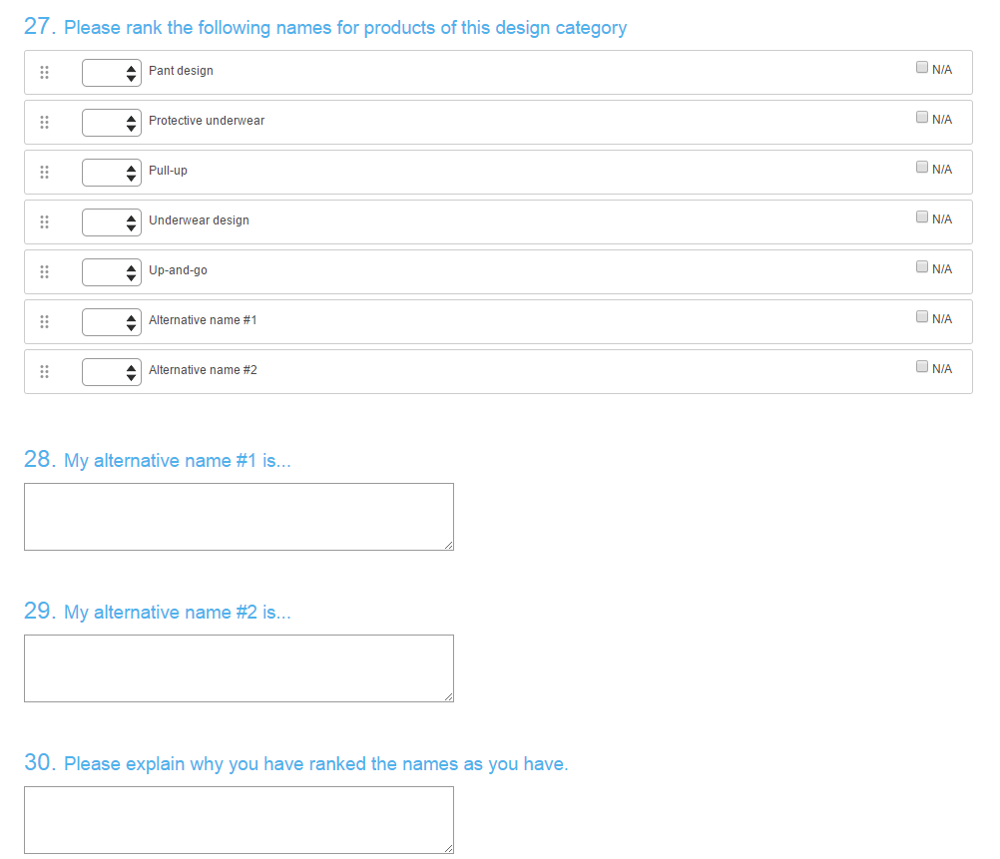 27. Please rank the following names for products of this design category
Pant design N/A
Protective underwear N/A
Pull-up N/A
Underwear design N/A
Up-and-go N/A
Alternative name #1 N/A
Alternative name #2 N/A
28. My alternative name #1 is...
29. My alternative name #2 is...
30. Please explain why you have ranked the names as you have.